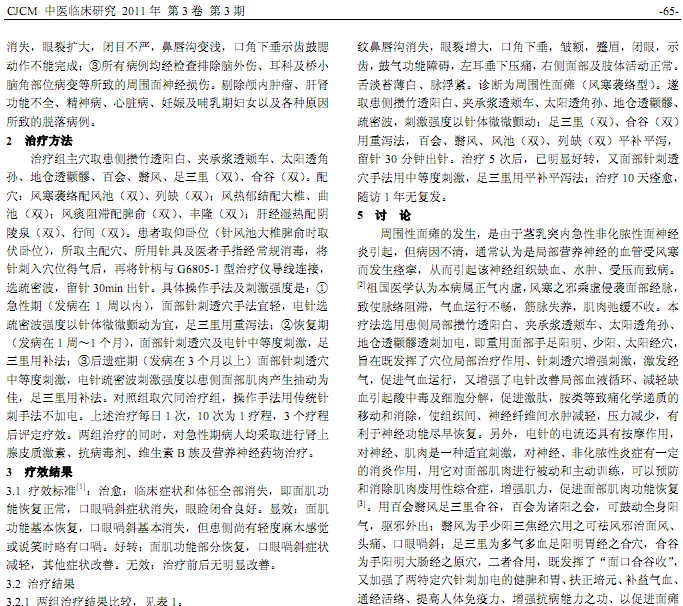 CJCM 中医临床研究 2011年 第3卷 第3期
-65-
消失，眼裂扩大，闭目不严，鼻唇沟变浅，口角下垂示齿鼓腮
动作不能完成；③所有病例均经检查排除脑外伤、耳科及桥小
脑角部位病变等所致的周围面神经损伤。剔除颅内肿瘤、肝肾
功能不全、精神病、心脏病、妊娠及哺乳期妇女以及各种原因
所致的脱落病例。
2 治疗方法
治疗组主穴取患侧攒竹透阳白、夹承浆透颊车、太阳透角
孙、地仓透颧髎、百会、翳风、足三里（双）、合谷（双）。配
穴：风寒袭络配风池（双）、列缺（双）；风热郁结配大椎、曲
池（双）；风痰阻滞配脾俞（双）、丰隆（双）；肝经湿热配阴
陵泉（双）、行间（双）。患者取仰卧位（针风池大椎脾俞时取
伏卧位），所取主配穴、所用针具及医者手指经常规消毒，将
针刺入穴位得气后，再将针柄与 G6805-1 型治疗仪导线连接，
选疏密波，留针 30min 出针。具体操作手法及刺激强度是：①
急性期（发病在 1 周以内），面部针刺透穴手法宜轻，电针选
疏密波强度以针体微微颤动为宜，足三里用重泻法；②恢复期
（发病在 1 周～1 个月），面部针刺透穴及电针中等度刺激，足
三里用补法；③后遗症期（发病在 3 个月以上）面部针刺透穴
中等度刺激，电针疏密波刺激强度以患侧面部肌肉产生抽动为
佳，足三里用补法。对照组取穴同治疗组，操作手法用传统针
刺手法不加电。上述治疗每日 1 次，10 次为 1 疗程，3 个疗程
后评定疗效。两组治疗的同时，对急性期病人均采取进行肾上
腺皮质激素、抗病毒剂、维生素 B 族及营养神经药物治疗。
3 疗效结果
3.1 疗效标准[1]：治愈：临床症状和体征全部消失，即面肌功
能恢复正常，口眼喎斜症状消失，眼睑闭合良好。显效：面肌
功能基本恢复，口眼喎斜基本消失，但患侧尚有轻度麻木感觉
或说笑时略有口喎。好转：面肌功能部分恢复，口眼喎斜症状
减轻，其他症状改善。无效：治疗前后无明显改善。
3.2 治疗结果
3.2.1 两组治疗结果比较，见表 1。
纹鼻唇沟消失，眼裂增大，口角下垂，皱额，蹙眉，闭眼，示
齿，鼓气功能障碍，左耳垂下压痛，右侧面部及肢体活动正常。
舌淡苔薄白、脉浮紧。诊断为周围性面瘫（风寒袭络型）。遂
取患侧攒竹透阳白、夹承浆透颊车、太阳透角孙、地仓透颧髎，
疏密波，刺激强度以针体微微颤动；足三里（双）、合谷（双）
用重泻法，百会、翳风、风池（双）、列缺（双）平补平泻，
留针 30 分钟出针。治疗 5 次后，已明显好转，又面部针刺透
穴手法用中等度刺激，足三里用平补平泻法；治疗 10 天痊愈，
随访 1 年无复发。
5 讨 论
周围性面瘫的发生，是由于茎乳突内急性非化脓性面神经
炎引起，但病因不清，通常认为是局部营养神经的血管受风寒
而发生痉挛，从而引起该神经组织缺血、水肿、受压而致病。
[2]祖国医学认为本病属正气内虚，风寒之邪乘虚侵袭面部经脉，
致使脉络阻滞，气血运行不畅，筋脉失养，肌肉弛缓不收。本
疗法选用患侧局部攒竹透阳白、夹承浆透颊车、太阳透角孙、
地仓透颧髎透刺加电，即重用面部手足阳明、少阳、太阳经穴，
旨在既发挥了穴位局部治疗作用、针刺透穴增强刺激，激发经
气，促进气血运行，又增强了电针改善局部血液循环、减轻缺
血引起酸中毒及细胞分解，促进激肽，胺类等致痛化学递质的
移动和消除，使组织间、神经纤维间水肿减轻，压力减少，有
利于神经功能尽早恢复。另外，电针的电流还具有按摩作用，
对神经、肌肉是一种适宜刺激，对神经、非化脓性炎症有一定
的消炎作用，用它对面部肌肉进行被动和主动训练，可以预防
和消除肌肉废用性综合症，增强肌力，促进面部肌肉功能恢复
[3]。用百会翳风足三里合谷，百会为诸阳之会，可鼓动全身阳
气，驱邪外出；翳风为手少阳三焦经穴用之可祛风邪治面风、
头痛、口眼喎斜；足三里为多气多血足阳明胃经之合穴，合谷
为手阳明大肠经之原穴，二者合用，既发挥了“面口合谷收”，
又加强了两特定穴针刺加电的健脾和胃、扶正培元、补益气血、
通经活络、提高人体免疫力、增强抗病能力之功、以促进面瘫